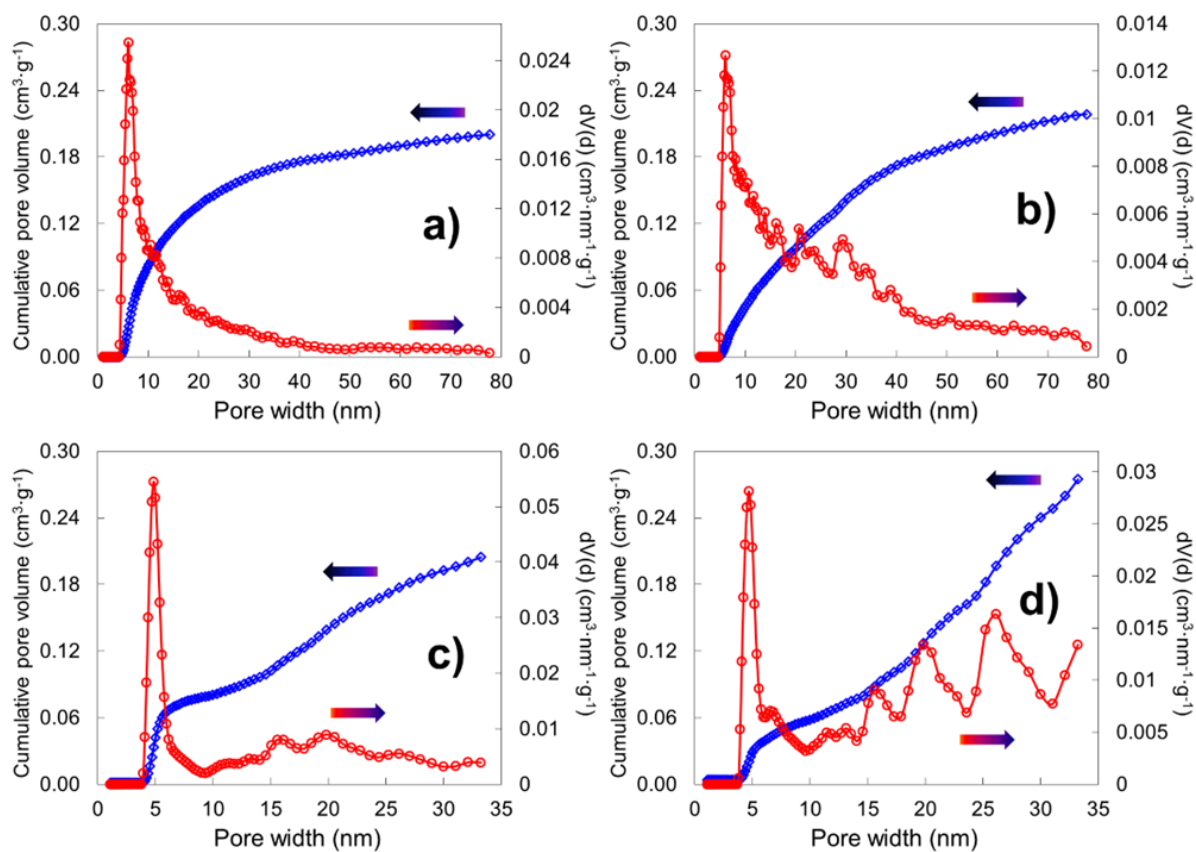 a)
Cumulative pore volume (cm³·g⁻¹)
0.30
0.24
0.18
0.12
0.06
0.00
0.024
0.020
0.016
0.012
0.008
0.004
0
dV(d) (cm³·nm⁻¹·g⁻¹)
0 10 20 30 40 50 60 70 80
Pore width (nm)
b)
Cumulative pore volume (cm³·g⁻¹)
0.30
0.24
0.18
0.12
0.06
0.00
0.014
0.012
0.010
0.008
0.006
0.004
0.002
0
dV(d) (cm³·nm⁻¹·g⁻¹)
0 10 20 30 40 50 60 70 80
Pore width (nm)
c)
Cumulative pore volume (cm³·g⁻¹)
0.30
0.24
0.18
0.12
0.06
0.00
0.06
0.05
0.04
0.03
0.02
0.01
0
dV(d) cm³·nm⁻¹·g⁻¹)
0 5 10 15 20 25 30 35
Pore width (nm)
d)
Cumulative pore volume (cm³·g⁻¹)
0.30
0.24
0.18
0.12
0.06
0.00
0.03
0.025
0.02
0.015
0.01
0.005
0
dV(d) cm³·nm⁻¹·g⁻¹)
0 5 10 15 20 25 30 35
Pore width (nm)